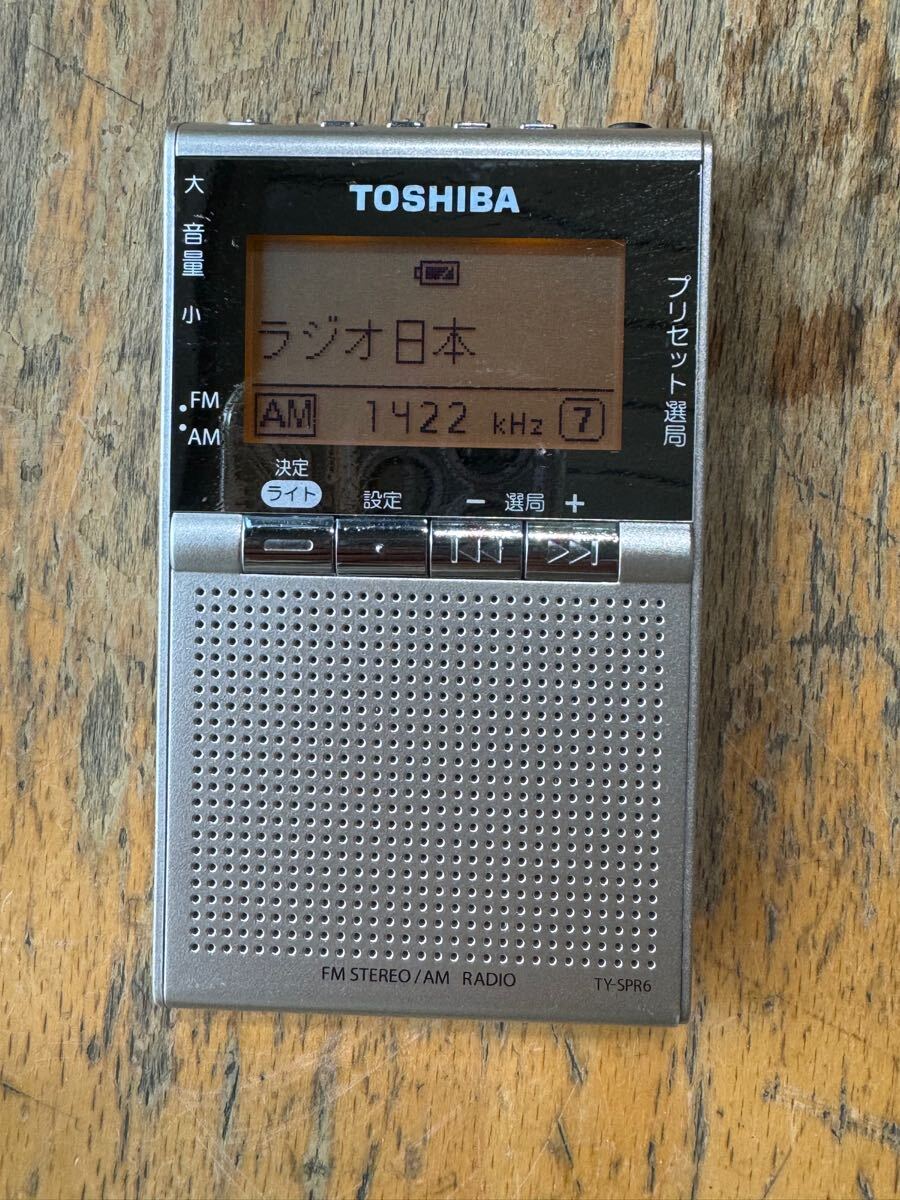 TOSHIBA
大
音量
小
FM
AM
プリセット選局
ラジオ日本
AM 1422 kHz 7
決定
ライト
設定
− 選局 +
FM STEREO/AM RADIO
TY-SPR6